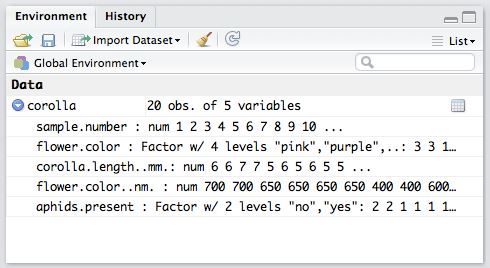 Environment History
Import Dataset List
Global Environment
Data
corolla 20 obs. of 5 variables
sample.number : num 1 2 3 4 5 6 7 8 9 10 ...
flower.color : Factor w/ 4 levels "pink","purple",..: 3 3 1…
corolla.length..mm.: num 6 6 7 7 5 6 5 6 5 5 ...
flower.color..nm. : num 700 700 650 650 650 650 400 400 600…
aphids.present : Factor w/ 2 levels "no","yes": 2 2 1 1 1 1…